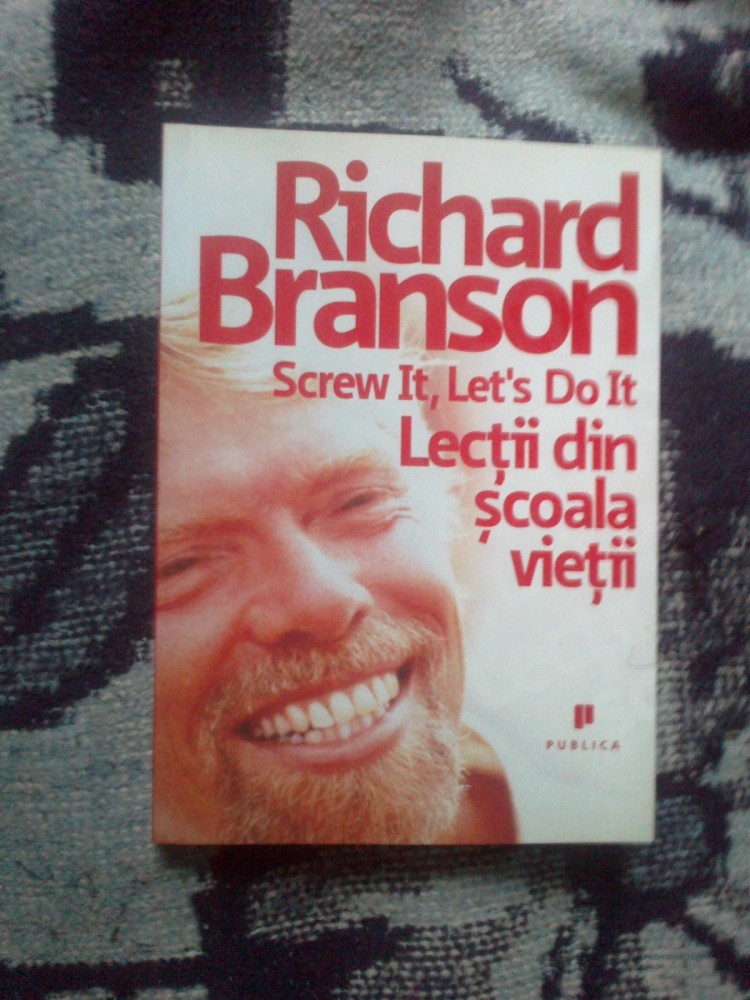 Richard
Branson
Screw It, Let's Do It
Lecții din
școala
vieții
PUBLICA